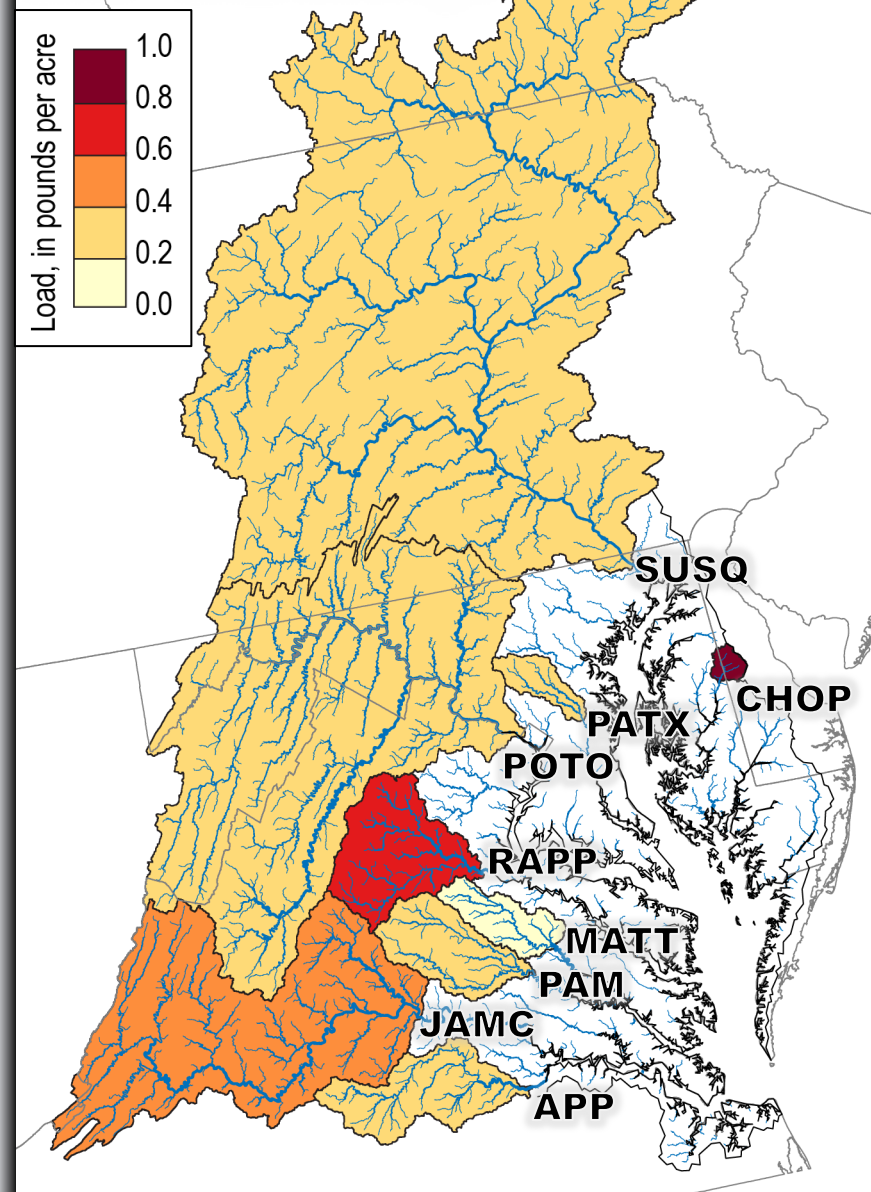 Load, in pounds per acre
1.0
0.8
0.6
0.4
0.2
0.0
SUSQ
CHOP
PATX
POTO
RAPP
MATT
PAM
JAMC
APP